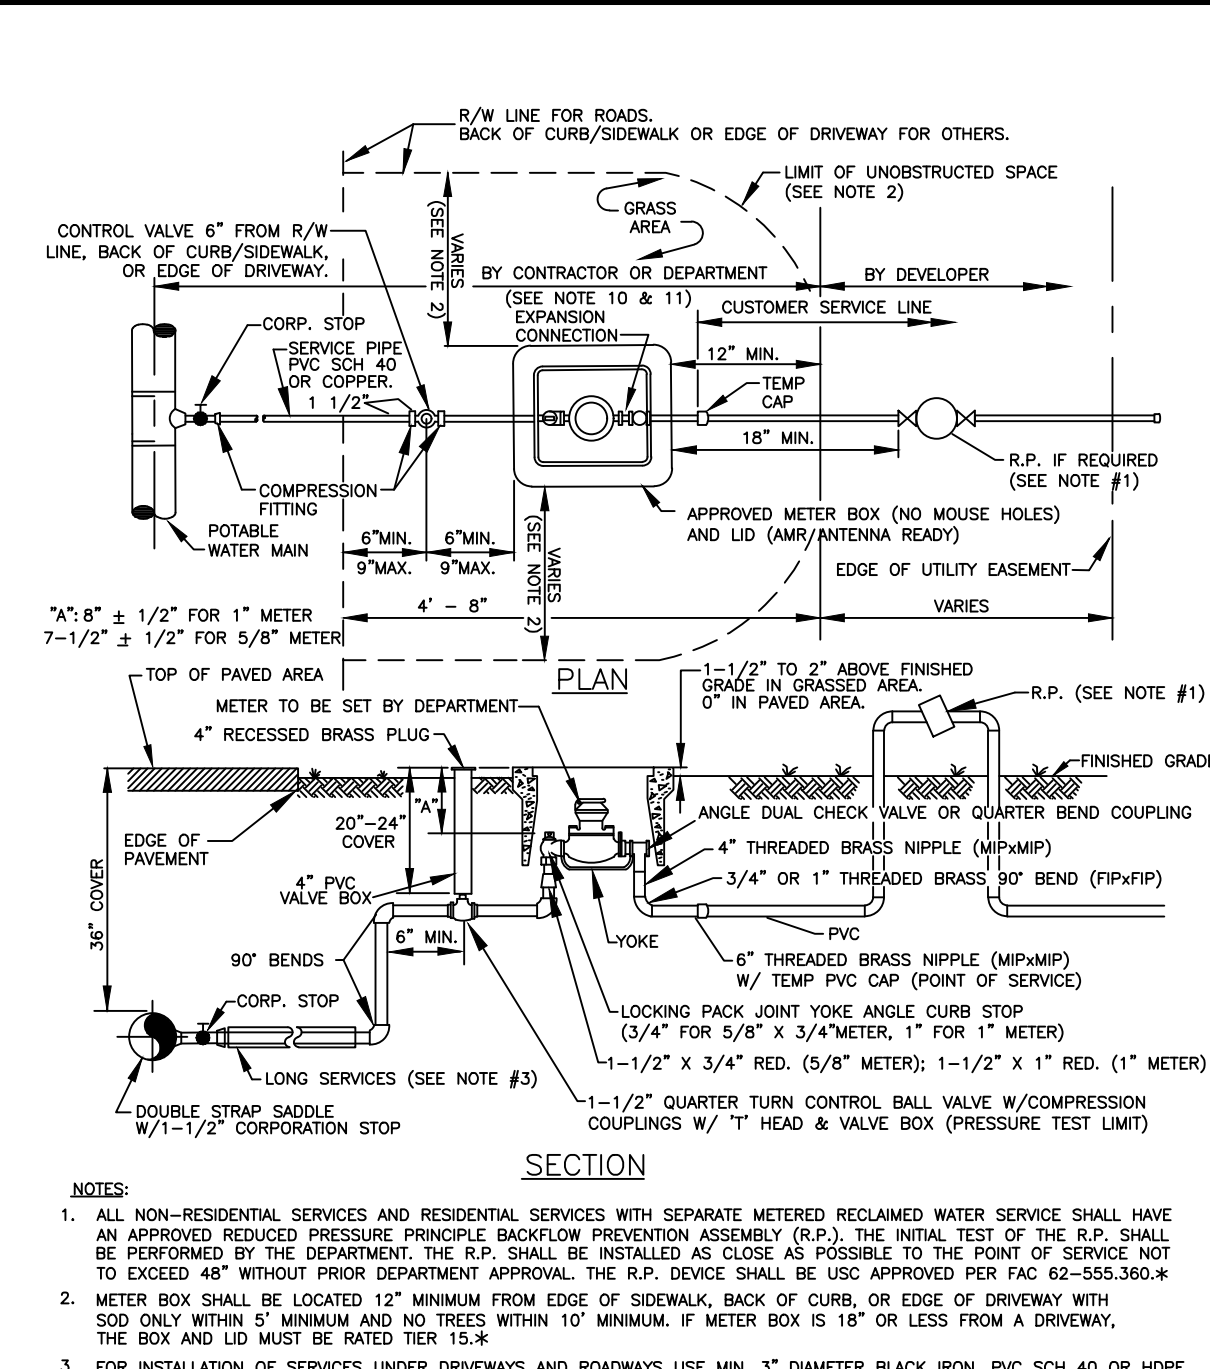 R/W LINE FOR ROADS.
BACK OF CURB/SIDEWALK OR EDGE OF DRIVEWAY FOR OTHERS.
LIMIT OF UNOBSTRUCTED SPACE
(SEE NOTE 2)
GRASS
AREA
VARIES
(SEE NOTE 2)
CONTROL VALVE 6" FROM R/W
LINE, BACK OF CURB/SIDEWALK,
OR EDGE OF DRIVEWAY.
BY CONTRACTOR OR DEPARTMENT
BY DEVELOPER
(SEE NOTE 10 & 11)
CUSTOMER SERVICE LINE
EXPANSION
CONNECTION
CORP. STOP
SERVICE PIPE
PVC SCH 40
OR COPPER.
1 1/2"
12" MIN.
TEMP
CAP
18" MIN.
R.P. IF REQUIRED
(SEE NOTE #1)
COMPRESSION
FITTING
POTABLE
WATER MAIN
APPROVED METER BOX (NO MOUSE HOLES)
AND LID (AMR/ANTENNA READY)
6"MIN.
9"MAX.
6"MIN.
9"MAX.
VARIES
(SEE NOTE 2)
EDGE OF UTILITY EASEMENT
4' - 8"
VARIES
"A": 8" ± 1/2" FOR 1" METER
7-1/2" ± 1/2" FOR 5/8" METER
PLAN
TOP OF PAVED AREA
1-1/2" TO 2" ABOVE FINISHED
GRADE IN GRASSED AREA.
0" IN PAVED AREA.
R.P. (SEE NOTE #1)
METER TO BE SET BY DEPARTMENT
4" RECESSED BRASS PLUG
FINISHED GRADE
"A"
20"-24"
COVER
EDGE OF
PAVEMENT
ANGLE DUAL CHECK VALVE OR QUARTER BEND COUPLING
4" THREADED BRASS NIPPLE (MIPxMIP)
3/4" OR 1" THREADED BRASS 90° BEND (FIPxFIP)
4" PVC
VALVE BOX
36" COVER
6" MIN.
YOKE
PVC
90° BENDS
6" THREADED BRASS NIPPLE (MIPxMIP)
W/ TEMP PVC CAP (POINT OF SERVICE)
CORP. STOP
LOCKING PACK JOINT YOKE ANGLE CURB STOP
(3/4" FOR 5/8" X 3/4"METER, 1" FOR 1" METER)
1-1/2" X 3/4" RED. (5/8" METER); 1-1/2" X 1" RED. (1" METER)
LONG SERVICES (SEE NOTE #3)
DOUBLE STRAP SADDLE
W/1-1/2" CORPORATION STOP
1-1/2" QUARTER TURN CONTROL BALL VALVE W/COMPRESSION
COUPLINGS W/ 'T' HEAD & VALVE BOX (PRESSURE TEST LIMIT)
SECTION
NOTES:
1. ALL NON-RESIDENTIAL SERVICES AND RESIDENTIAL SERVICES WITH SEPARATE METERED RECLAIMED WATER SERVICE SHALL HAVE
AN APPROVED REDUCED PRESSURE PRINCIPLE BACKFLOW PREVENTION ASSEMBLY (R.P.). THE INITIAL TEST OF THE R.P. SHALL
BE PERFORMED BY THE DEPARTMENT. THE R.P. SHALL BE INSTALLED AS CLOSE AS POSSIBLE TO THE POINT OF SERVICE NOT
TO EXCEED 48" WITHOUT PRIOR DEPARTMENT APPROVAL. THE R.P. DEVICE SHALL BE USC APPROVED PER FAC 62-555.360.*
2. METER BOX SHALL BE LOCATED 12" MINIMUM FROM EDGE OF SIDEWALK, BACK OF CURB, OR EDGE OF DRIVEWAY WITH
SOD ONLY WITHIN 5' MINIMUM AND NO TREES WITHIN 10' MINIMUM. IF METER BOX IS 18" OR LESS FROM A DRIVEWAY,
THE BOX AND LID MUST BE RATED TIER 15.*
3. FOR INSTALLATION OF SERVICES UNDER DRIVEWAYS AND ROADWAYS USE MIN. 3" DIAMETER BLACK IRON, PVC SCH 40 OR HDPE